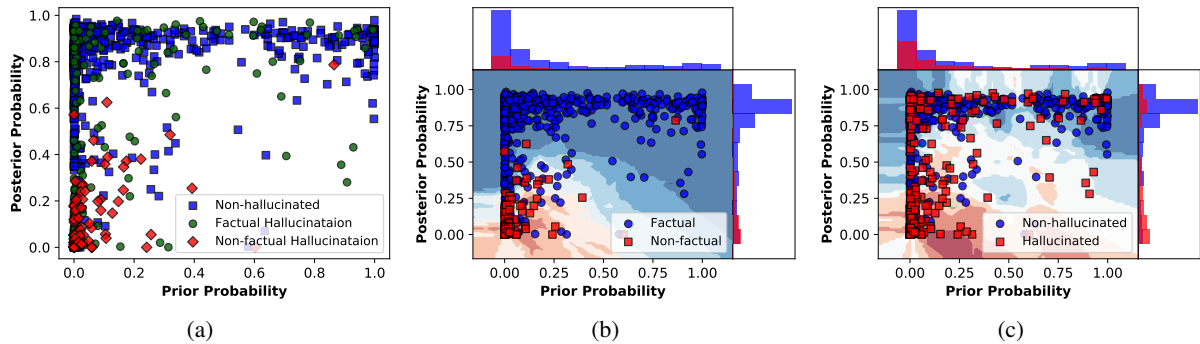 Posterior Probability
1.0
0.8
0.6
0.4
0.2
0.0
Non-hallucinated
Factual Hallucinataion
Non-factual Hallucinataion
0.0 0.2 0.4 0.6 0.8 1.0
Prior Probability
(a)
Posterior Probability
1.00
0.75
0.50
0.25
0.00
Factual
Non-factual
0.00 0.25 0.50 0.75 1.00
Prior Probability
(b)
Posterior Probability
1.00
0.75
0.50
0.25
0.00
Non-hallucinated
Hallucinated
0.00 0.25 0.50 0.75 1.00
Prior Probability
(c)